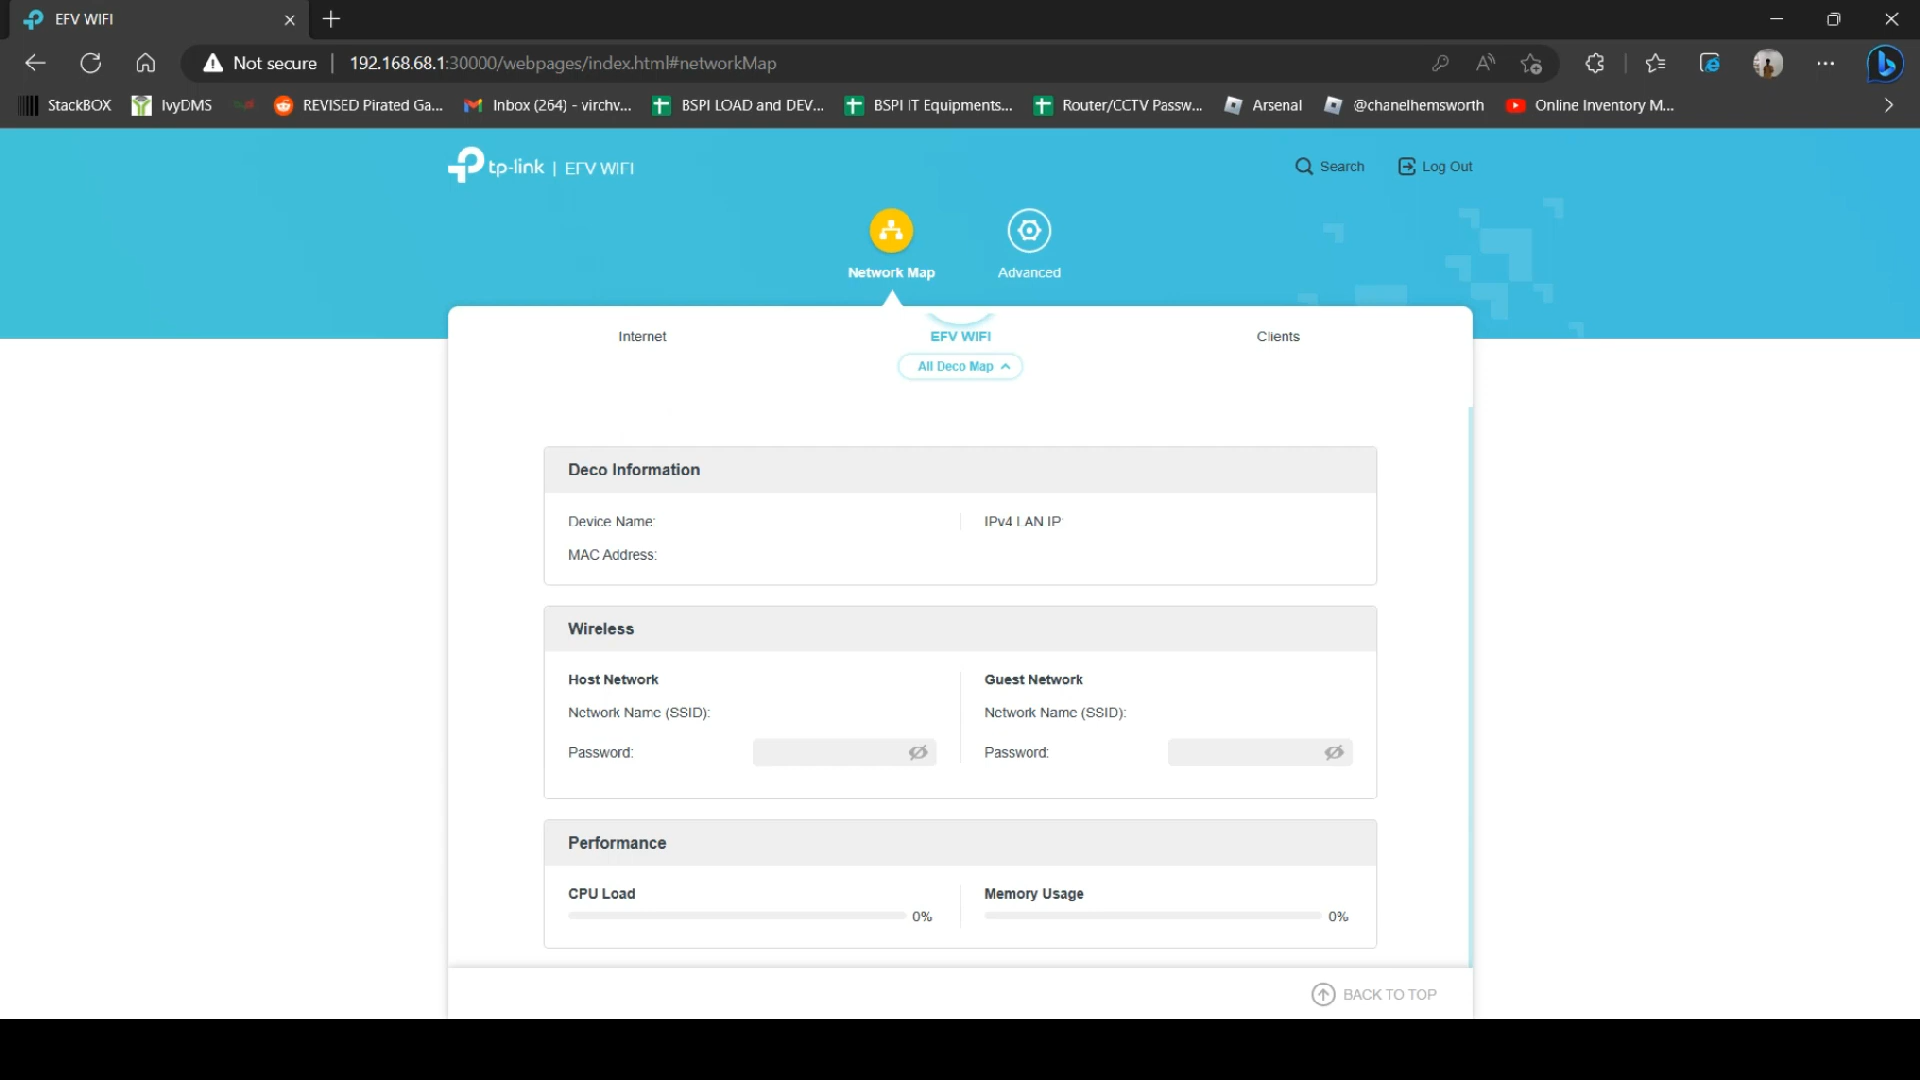 EFV WIFI
Not secure
192.168.68.1:30000/webpages/index.html#networkMap
StackBOX
IvyDMS
REVISED Pirated Ga...
Inbox (264) - virchv...
BSPI LOAD and DEV...
BSPI IT Equipments...
Router/CCTV Passw...
Arsenal
@chanelhemsworth
Online Inventory M...
tp-link | EFV WIFI
Search
Log Out
Network Map
Advanced
Internet
EFV WIFI
Clients
All Deco Map
Deco Information
Device Name:
IPv4 LAN IP
MAC Address:
Wireless
Host Network
Guest Network
Network Name (SSID):
Network Name (SSID):
Password:
Password:
Performance
CPU Load
Memory Usage
0%
0%
BACK TO TOP